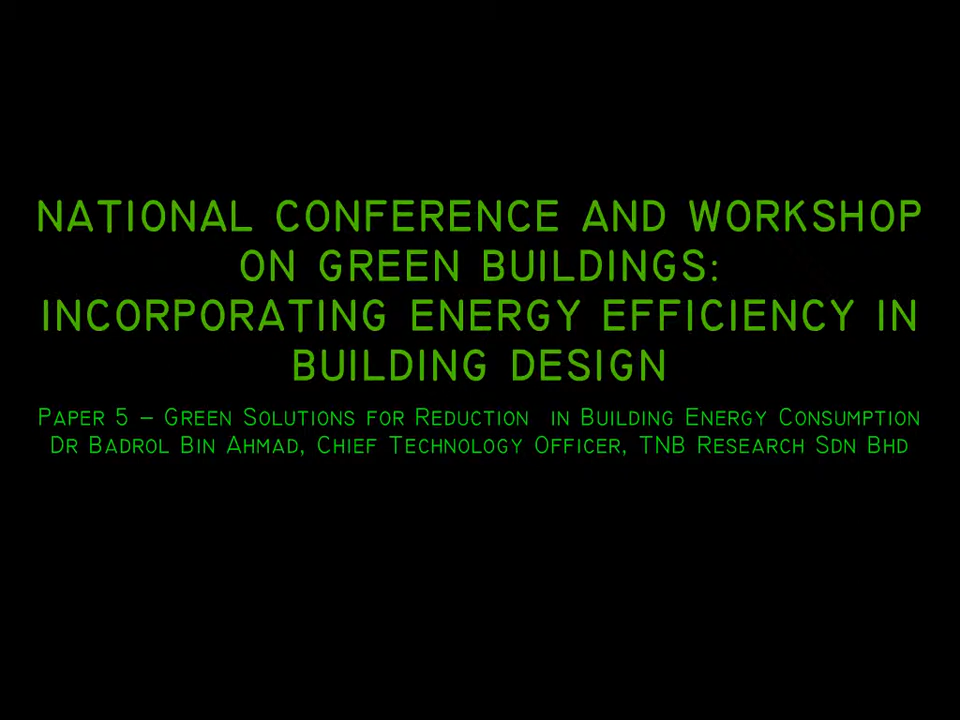 NATIONAL CONFERENCE AND WORKSHOP
ON GREEN BUILDINGS:
INCORPORATING ENERGY EFFICIENCY IN
BUILDING DESIGN
Paper 5 – Green Solutions for Reduction in Building Energy Consumption
Dr Badrol Bin Ahmad, Chief Technology Officer, TNB Research Sdn Bhd